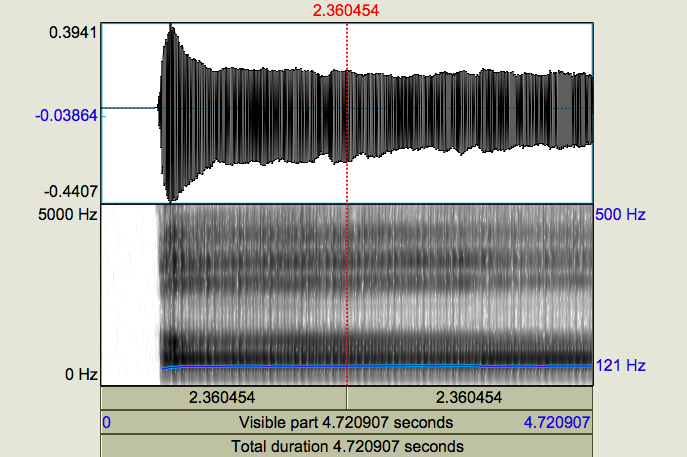 2.360454
0.3941
-0.03864
-0.4407
5000 Hz 500 Hz
121 Hz
0 Hz
2.360454 2.360454
0 Visible part 4.720907 seconds 4.720907
Total duration 4.720907 seconds